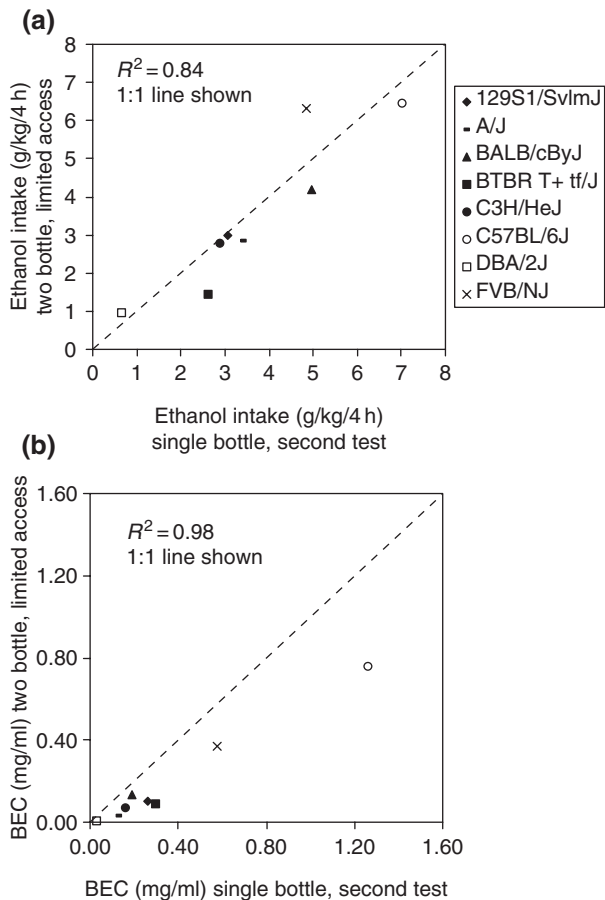 (a)
Ethanol intake (g/kg/4 h)
two bottle, limited access
8
7
6
5
4
3
2
1
0
R² = 0.84
1:1 line shown
0 1 2 3 4 5 6 7 8
Ethanol intake (g/kg/4 h)
single bottle, second test
129S1/SvlmJ
A/J
BALB/cByJ
BTBR T+ tf/J
C3H/HeJ
C57BL/6J
DBA/2J
FVB/NJ
(b)
BEC (mg/ml) two bottle, limited access
1.60
1.20
0.80
0.40
0.00
R² = 0.98
1:1 line shown
0.00 0.40 0.80 1.20 1.60
BEC (mg/ml) single bottle, second test